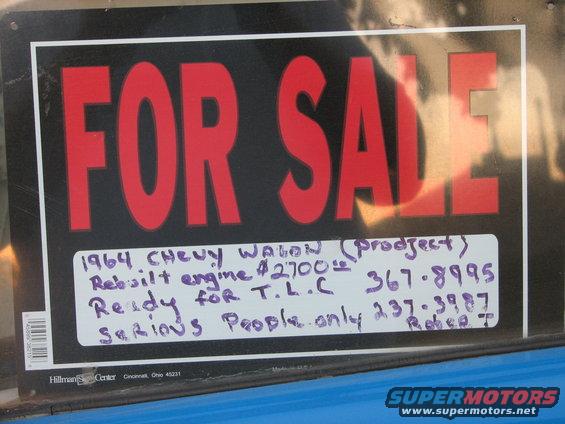 FOR SALE
1964 CHEVY WAGON (prodject)
Rebuilt engine $2700.00
Ready for T.L.C 367.8995
SERIOUS People only 237.3987
Robert T
Hillman Sign Center Cincinnati, Ohio 45231
SUPERMOTORS
www.supermotors.net